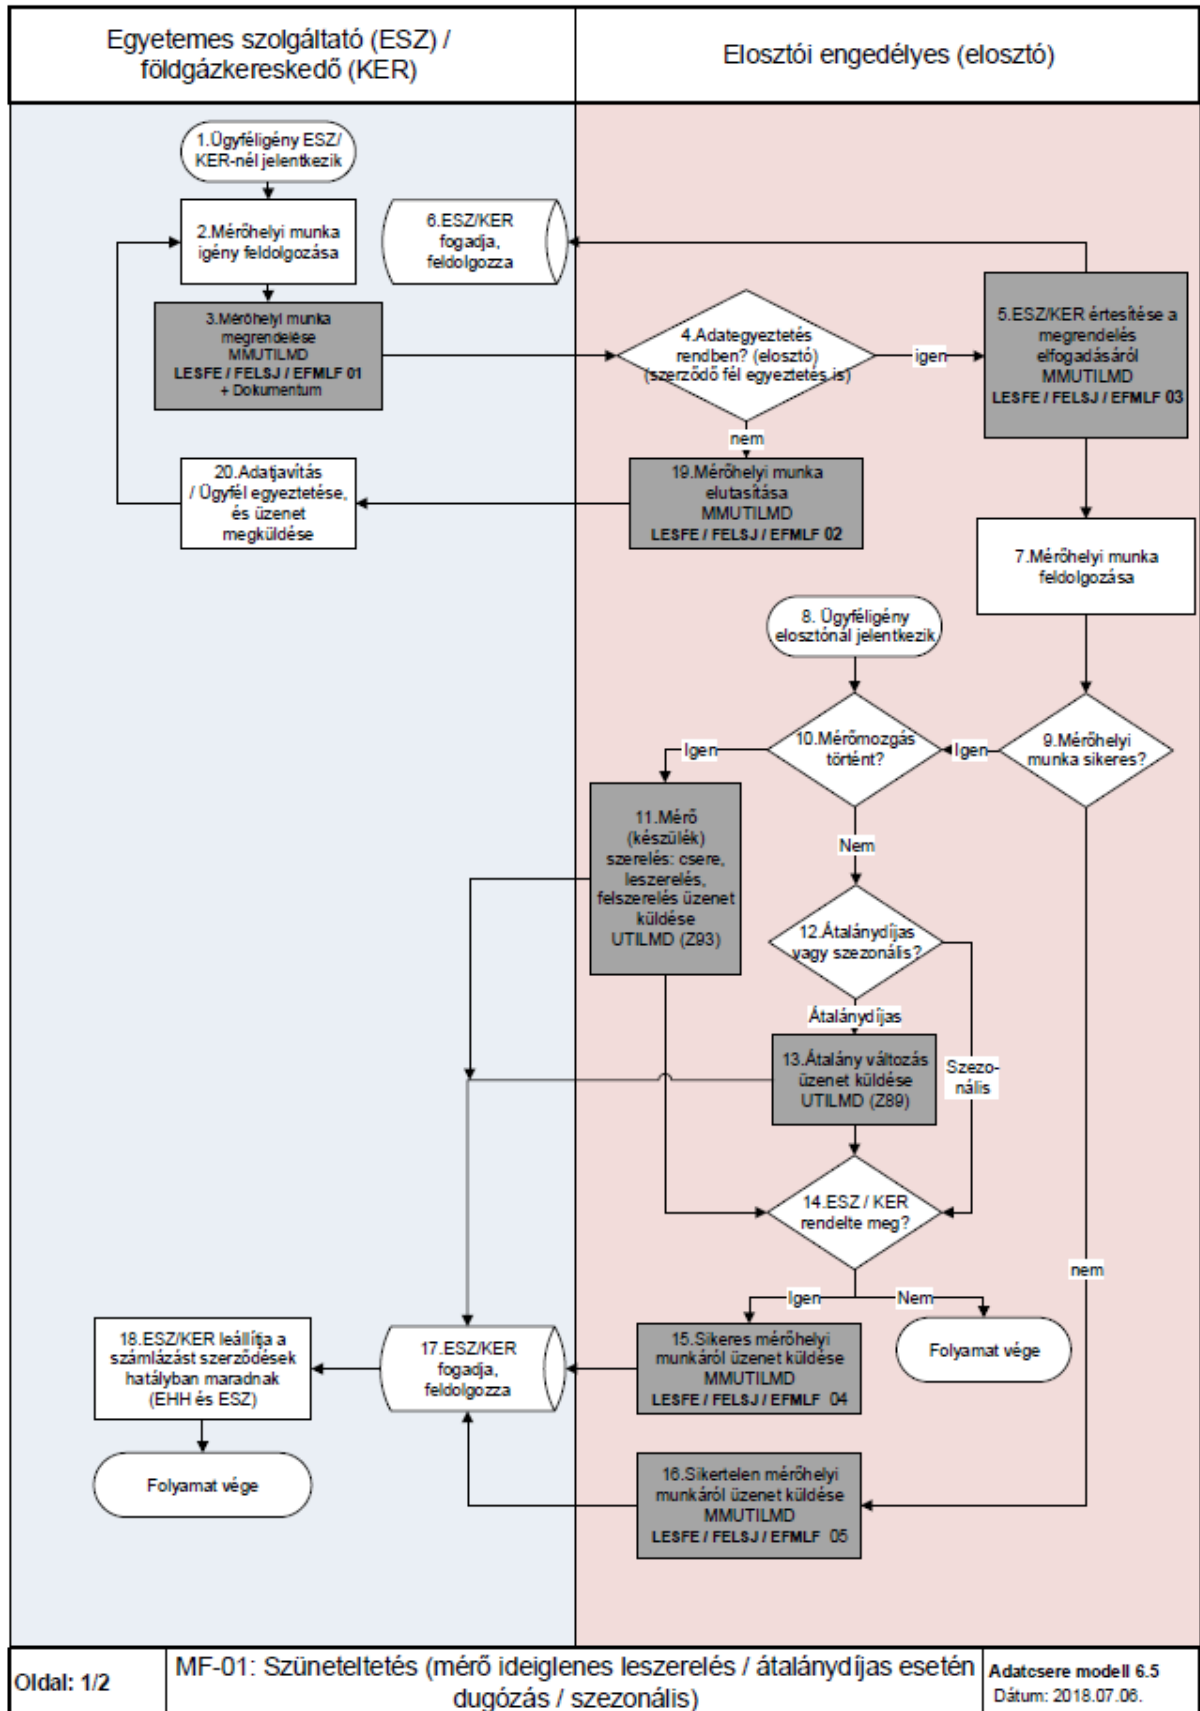 Egyetemes szolgáltató (ESZ) /
földgázkereskedő (KER)
Elosztói engedélyes (elosztó)
1.Ügyféligény ESZ/
KER-nél jelentkezik
2.Mérőhelyi munka
igény feldolgozása
3.Mérőhelyi munka
megrendelése
MMUTILMD
LESFE / FELSJ / EFMLF 01
+ Dokumentum
6.ESZ/KER
fogadja,
feldolgozza
4.Adategyeztetés
rendben? (elosztó)
(szerződő fél egyeztetés is)
igen
5.ESZ/KER értesítése a
megrendelés
elfogadásáról
MMUTILMD
LESFE / FELSJ / EFMLF 03
nem
20.Adatjavítás
/ Ügyfél egyeztetése,
és üzenet
megküldése
19.Mérőhelyi munka
elutasítása
MMUTILMD
LESFE / FELSJ / EFMLF 02
7.Mérőhelyi munka
feldolgozása
8. Ügyféligény
elosztónál jelentkezik
10.Mérőmozgás
történt?
Igen
Igen
9.Mérőhelyi
munka sikeres?
11.Mérő
(készülék)
szerelés: csere,
leszerelés,
felszerelés üzenet
küldése
UTILMD (Z93)
Nem
12.Átalánydíjas
vagy szezonális?
Átalánydíjas
13.Átalány változás
üzenet küldése
UTILMD (Z89)
Szezo-
nális
14.ESZ / KER
rendelte meg?
nem
Igen
Nem
18.ESZ/KER leállítja a
számlázást szerződések
hatályban maradnak
(EHH és ESZ)
17.ESZ/KER
fogadja,
feldolgozza
15.Sikeres mérőhelyi
munkáról üzenet küldése
MMUTILMD
LESFE / FELSJ / EFMLF 04
Folyamat vége
Folyamat vége
16.Sikertelen mérőhelyi
munkáról üzenet küldése
MMUTILMD
LESFE / FELSJ / EFMLF 05
Oldal: 1/2
MF-01: Szüneteltetés (mérő ideiglenes leszerelés / átalánydíjas esetén
dugózás / szezonális)
Adatcsere modell 6.5
Dátum: 2018.07.06.